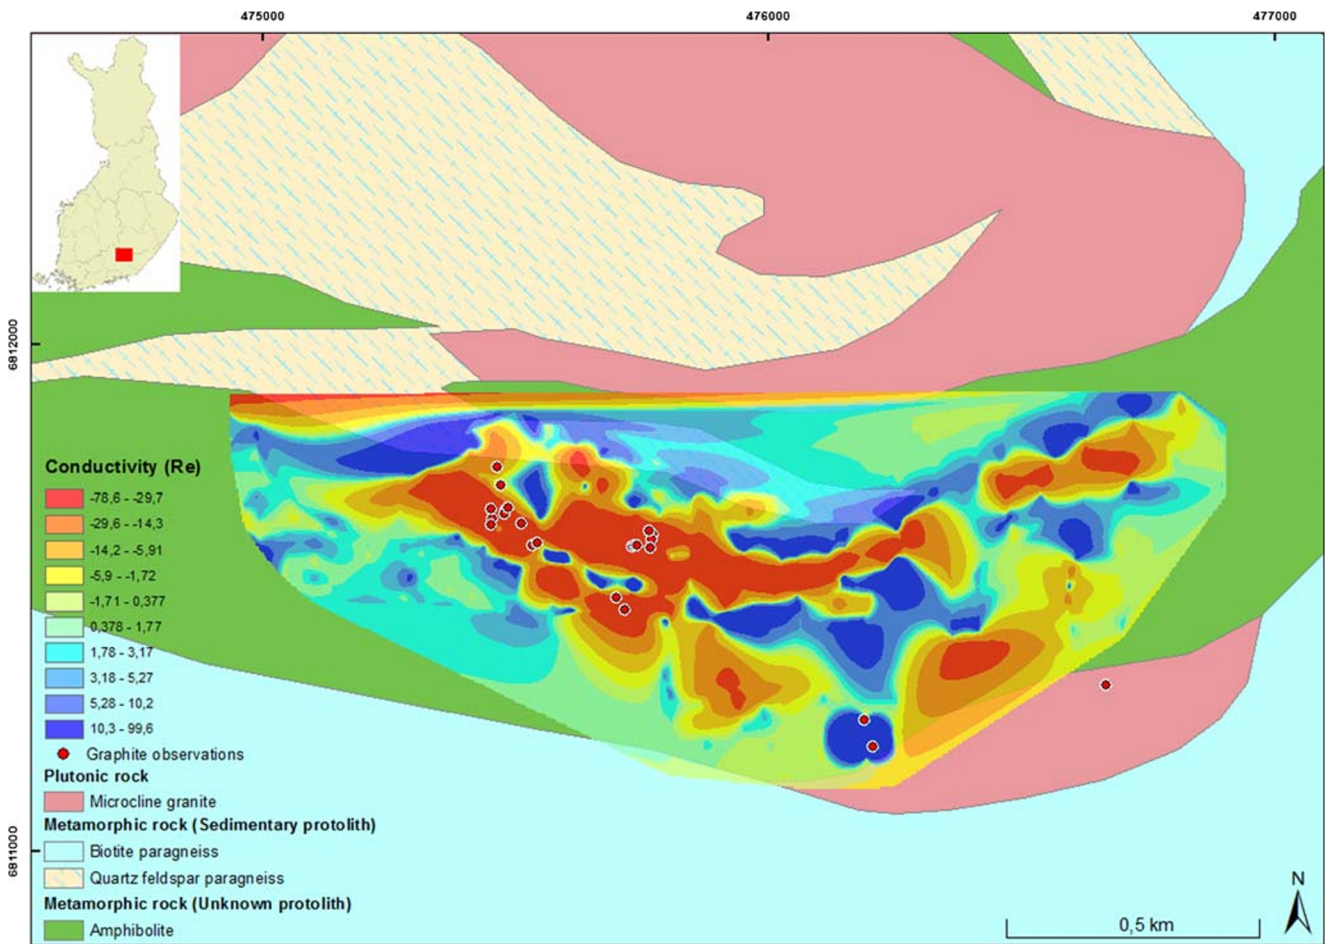 475000
476000
477000
6812000
6811000
Conductivity (Re)
-78,6 - -29,7
-29,6 - -14,3
-14,2 - -5,91
-5,9 - -1,72
-1,71 - 0,377
0,378 - 1,77
1,78 - 3,17
3,18 - 5,27
5,28 - 10,2
10,3 - 99,6
Graphite observations
Plutonic rock
Microcline granite
Metamorphic rock (Sedimentary protolith)
Biotite paragneiss
Quartz feldspar paragneiss
Metamorphic rock (Unknown protolith)
Amphibolite
0,5 km
N